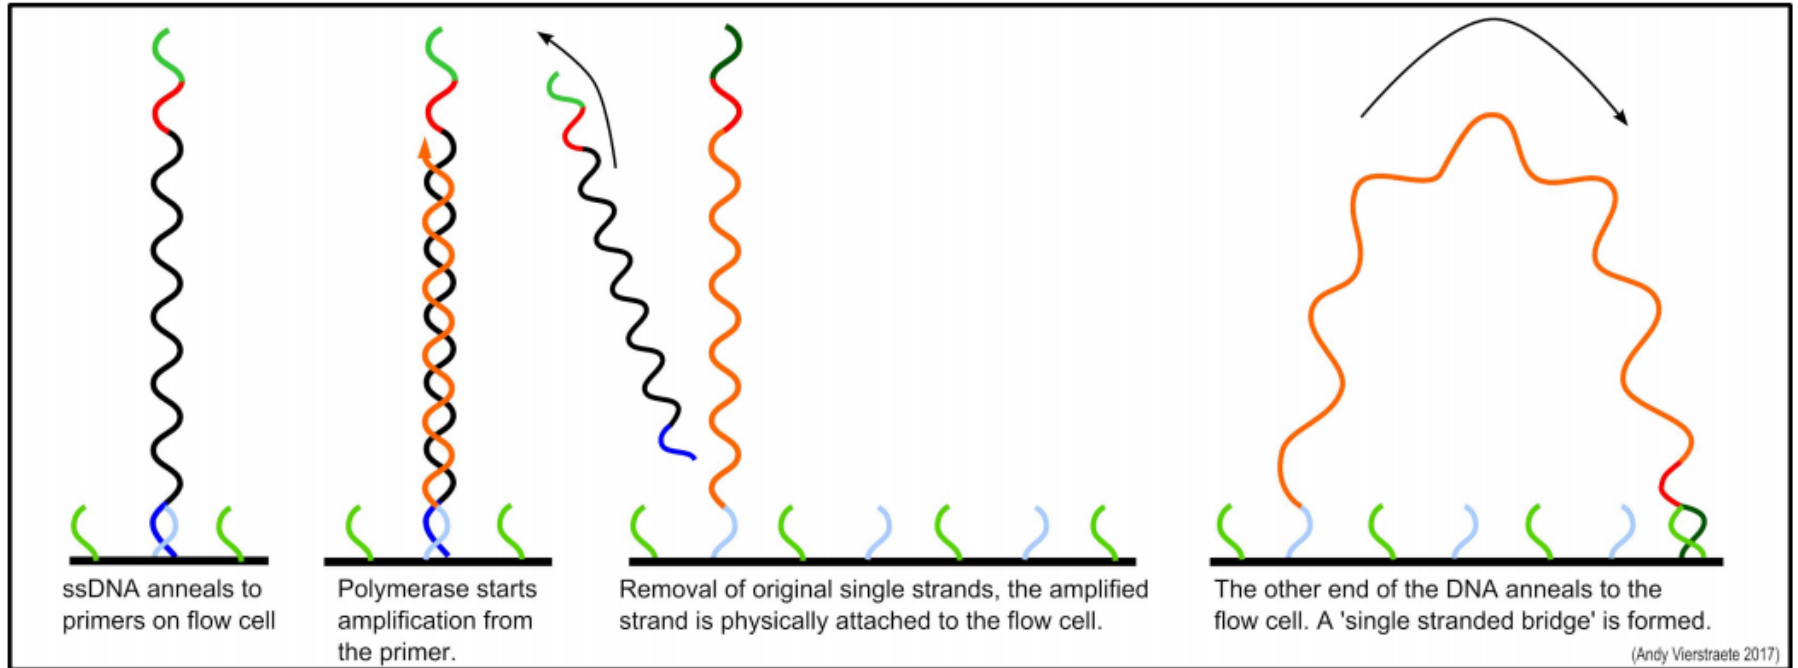 ssDNA anneals to
primers on flow cell
Polymerase starts
amplification from
the primer.
Removal of original single strands, the amplified
strand is physically attached to the flow cell.
The other end of the DNA anneals to the
flow cell. A 'single stranded bridge' is formed.
(Andy Vierstraete 2017)